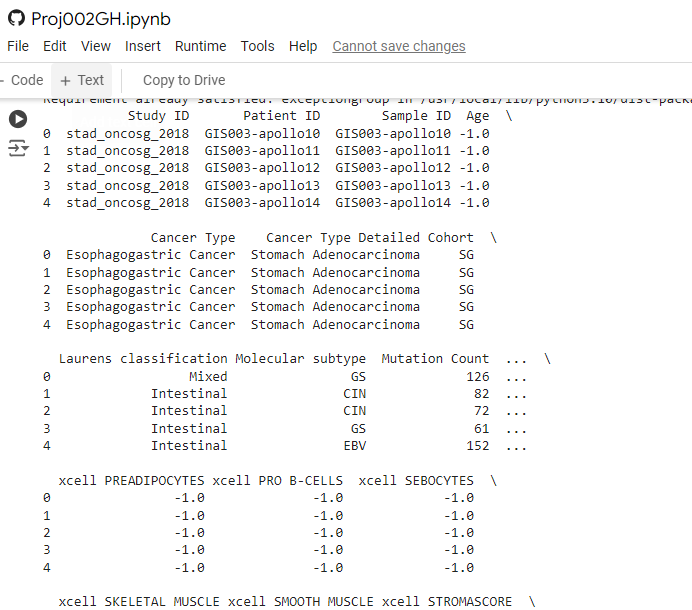 Proj002GH.ipynb
File Edit View Insert Runtime Tools Help Cannot save changes
Code + Text Copy to Drive
Requirement already satisfied: exceptiongroup in /usr/local/lib/python3.10/dist-pack
Study ID Patient ID Sample ID Age \
0 stad_oncosg_2018 GIS003-apollo10 GIS003-apollo10 -1.0
1 stad_oncosg_2018 GIS003-apollo11 GIS003-apollo11 -1.0
2 stad_oncosg_2018 GIS003-apollo12 GIS003-apollo12 -1.0
3 stad_oncosg_2018 GIS003-apollo13 GIS003-apollo13 -1.0
4 stad_oncosg_2018 GIS003-apollo14 GIS003-apollo14 -1.0
Cancer Type Cancer Type Detailed Cohort \
0 Esophagogastric Cancer Stomach Adenocarcinoma SG
1 Esophagogastric Cancer Stomach Adenocarcinoma SG
2 Esophagogastric Cancer Stomach Adenocarcinoma SG
3 Esophagogastric Cancer Stomach Adenocarcinoma SG
4 Esophagogastric Cancer Stomach Adenocarcinoma SG
Laurens classification Molecular subtype Mutation Count ... \
0 Mixed GS 126 ...
1 Intestinal CIN 82 ...
2 Intestinal CIN 72 ...
3 Intestinal GS 61 ...
4 Intestinal EBV 152 ...
xcell PREADIPOCYTES xcell PRO B-CELLS xcell SEBOCYTES \
0 -1.0 -1.0 -1.0
1 -1.0 -1.0 -1.0
2 -1.0 -1.0 -1.0
3 -1.0 -1.0 -1.0
4 -1.0 -1.0 -1.0
xcell SKELETAL MUSCLE xcell SMOOTH MUSCLE xcell STROMASCORE \